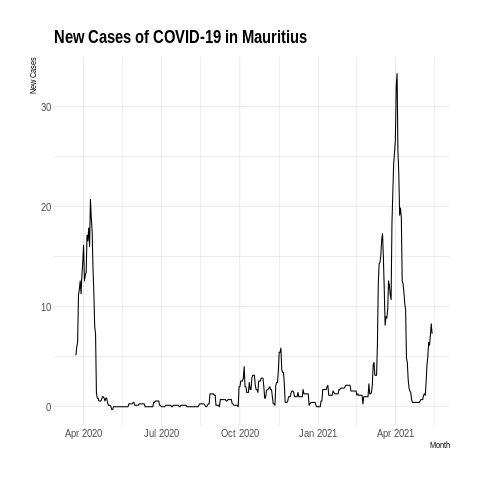 New Cases of COVID-19 in Mauritius
New Cases
30
20
10
0
Apr 2020 Jul 2020 Oct 2020 Jan 2021 Apr 2021
Month